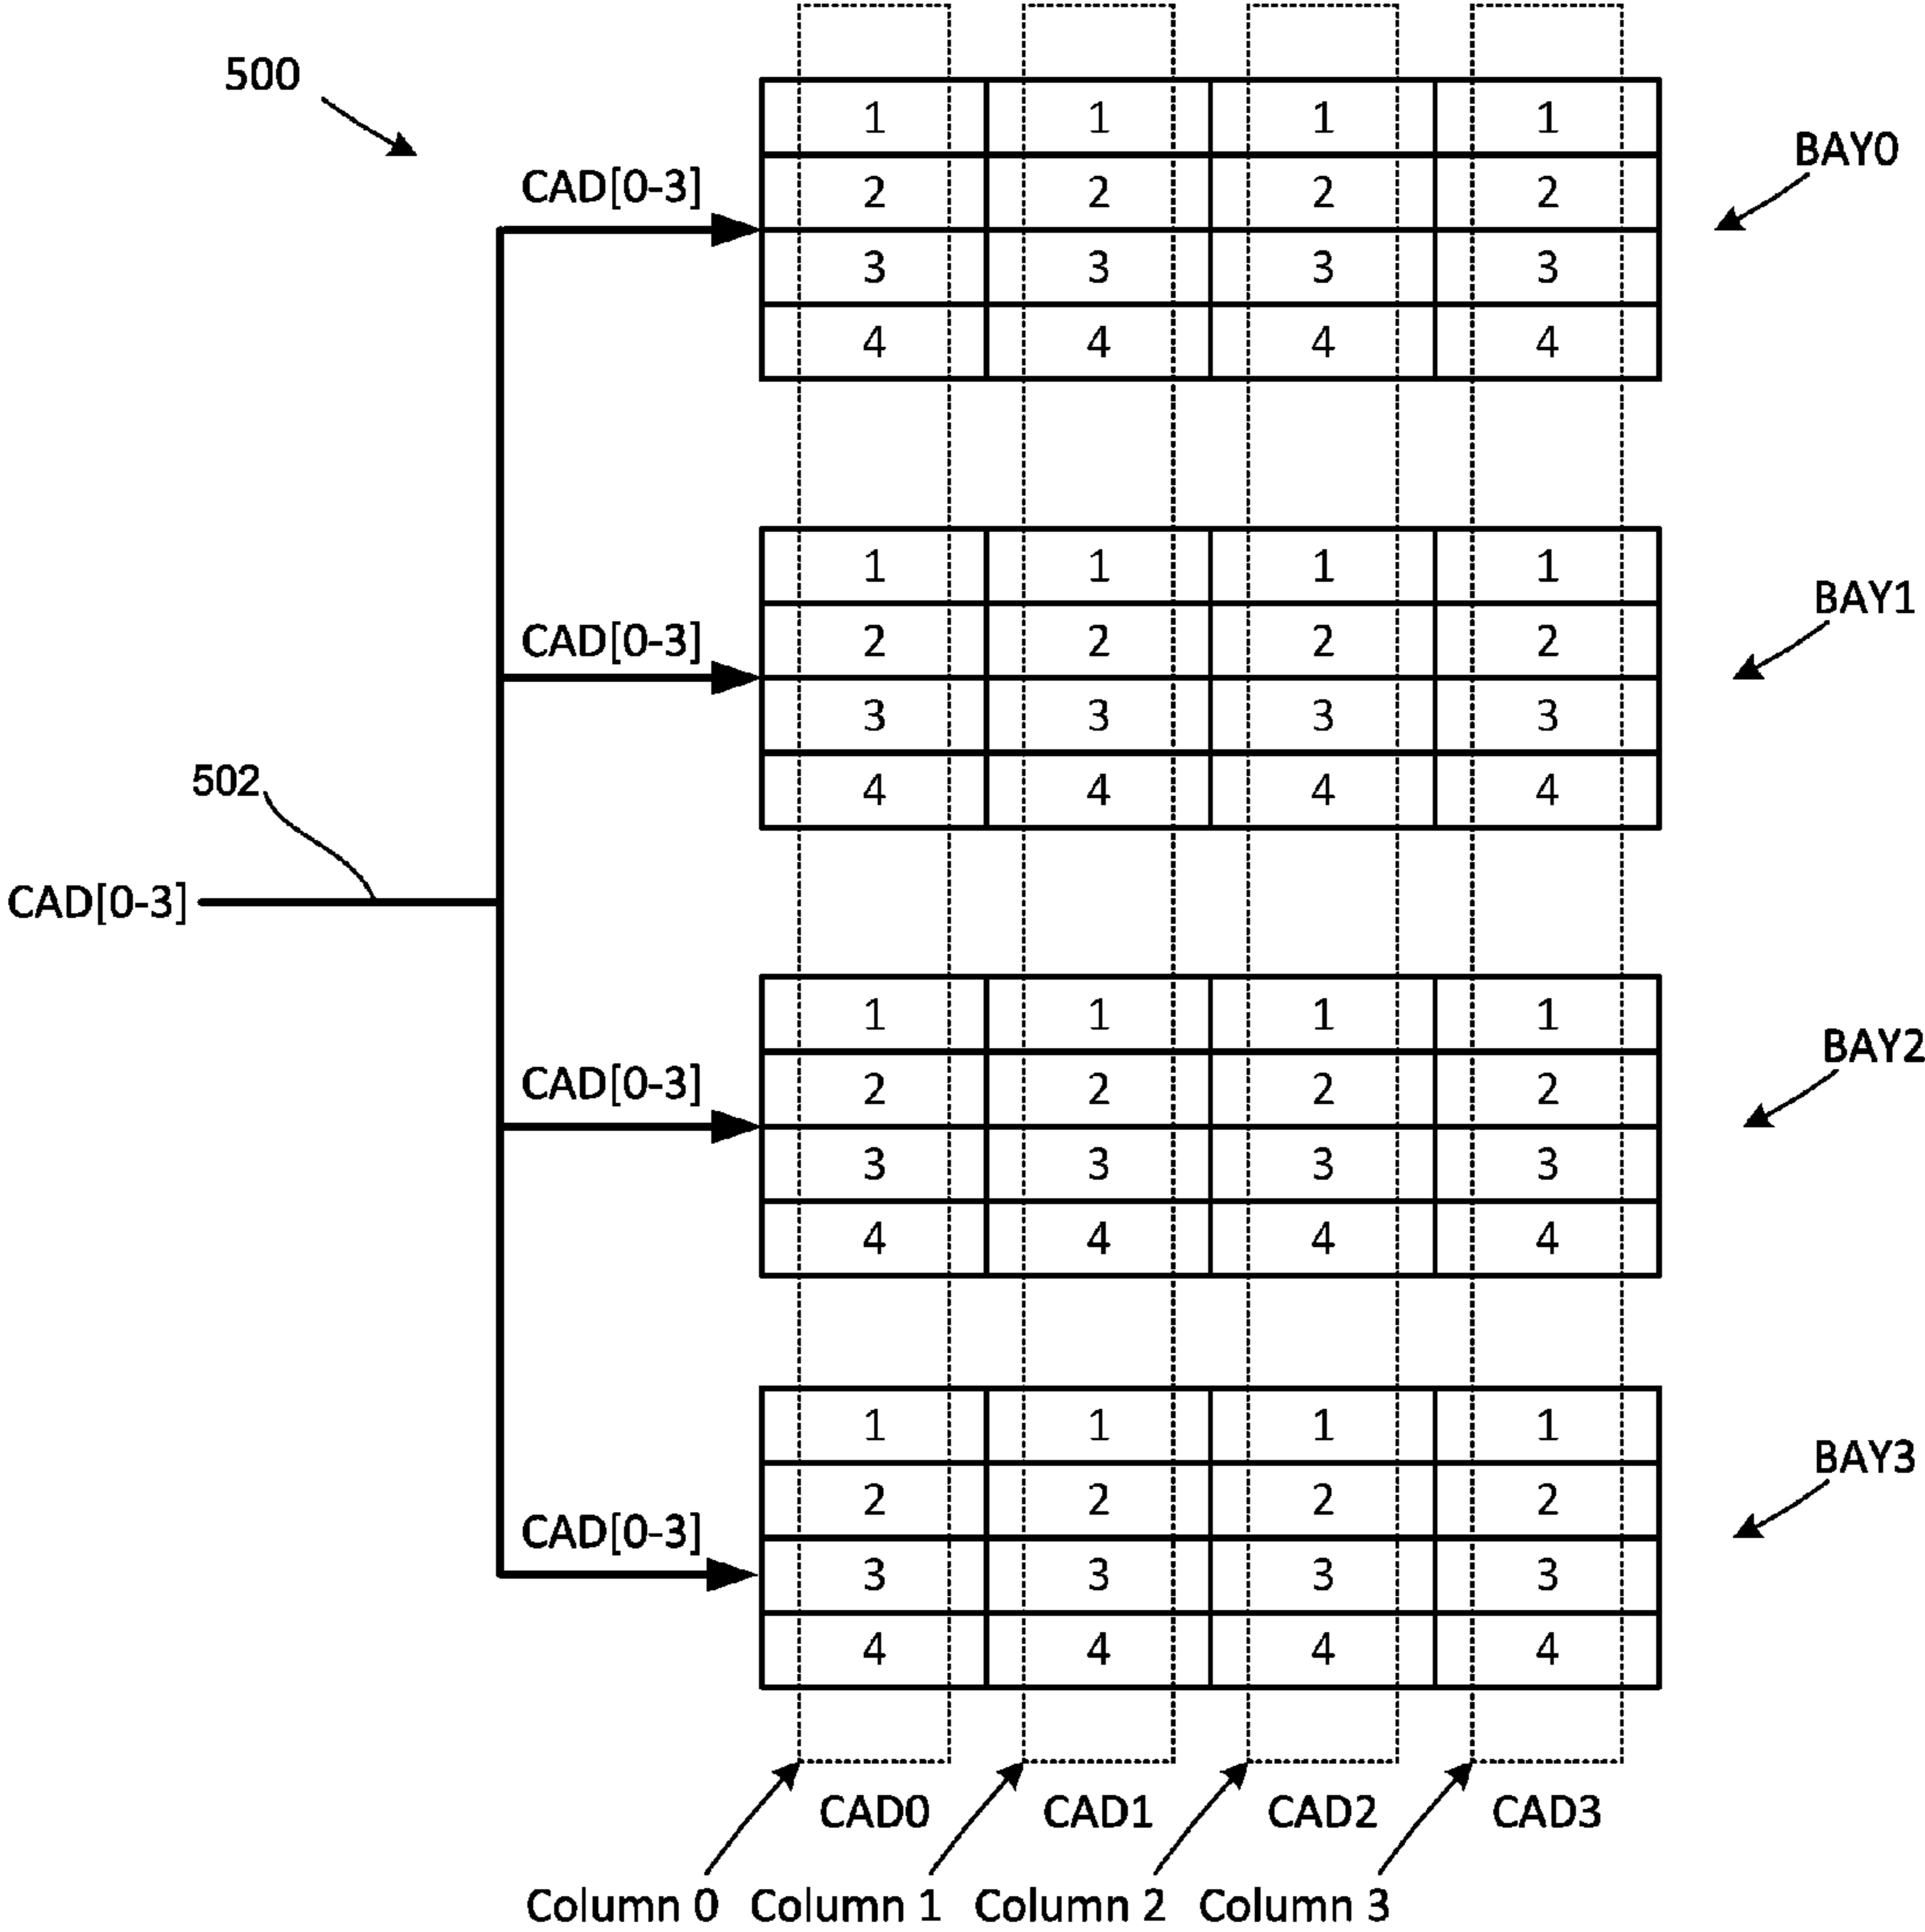 500
CAD[0-3]
1 1 1 1
2 2 2 2
3 3 3 3
4 4 4 4
BAY0
CAD[0-3]
1 1 1 1
2 2 2 2
3 3 3 3
4 4 4 4
BAY1
502
CAD[0-3]
CAD[0-3]
1 1 1 1
2 2 2 2
3 3 3 3
4 4 4 4
BAY2
CAD[0-3]
1 1 1 1
2 2 2 2
3 3 3 3
4 4 4 4
BAY3
CAD0 CAD1 CAD2 CAD3
Column 0 Column 1 Column 2 Column 3